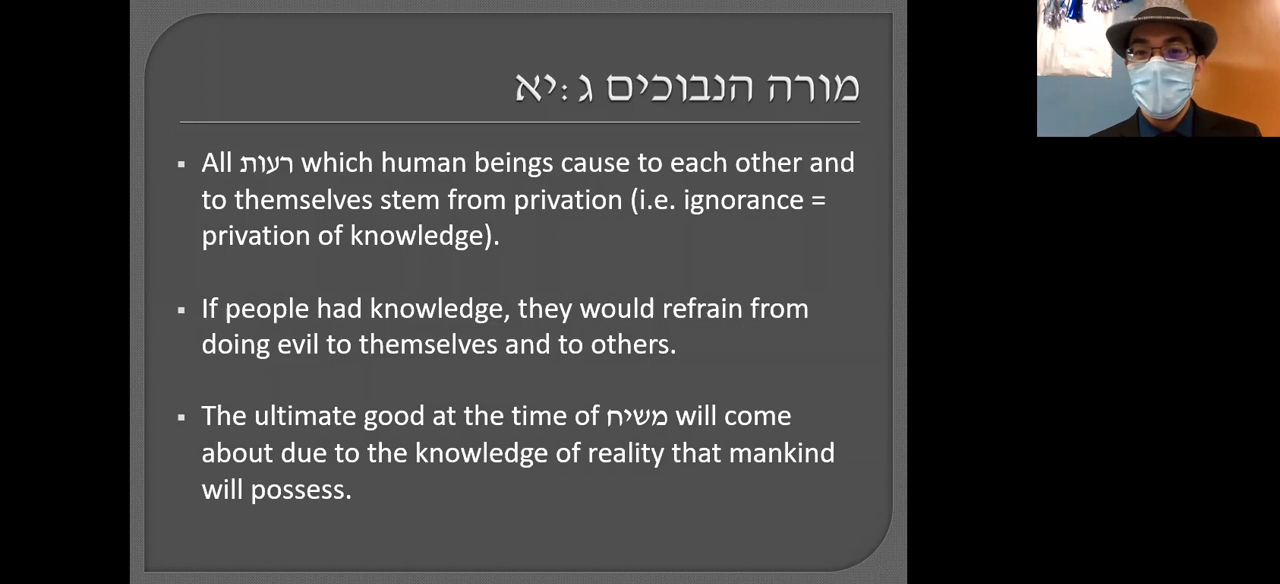 מורה הנבוכים ג :יא
▪ All רעות which human beings cause to each other and
to themselves stem from privation (i.e. ignorance =
privation of knowledge).
▪ If people had knowledge, they would refrain from
doing evil to themselves and to others.
▪ The ultimate good at the time of משיח will come
about due to the knowledge of reality that mankind
will possess.